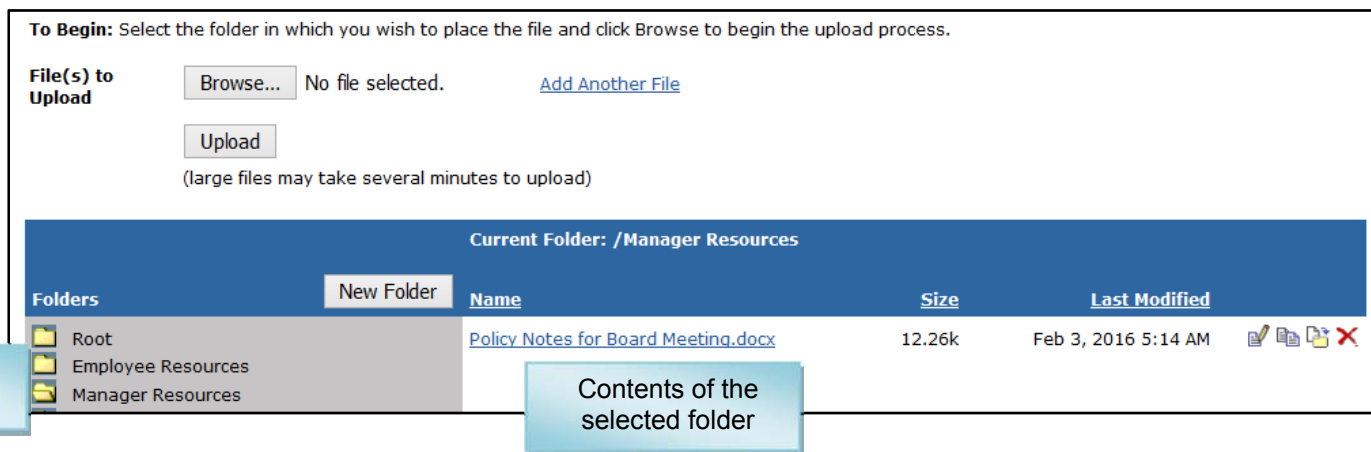 To Begin: Select the folder in which you wish to place the file and click Browse to begin the upload process.
File(s) to Upload
Browse... No file selected. Add Another File
Upload
(large files may take several minutes to upload)
Current Folder: /Manager Resources
Folders New Folder Name Size Last Modified
Root Policy Notes for Board Meeting.docx 12.26k Feb 3, 2016 5:14 AM
Employee Resources
Manager Resources
Contents of the
selected folder